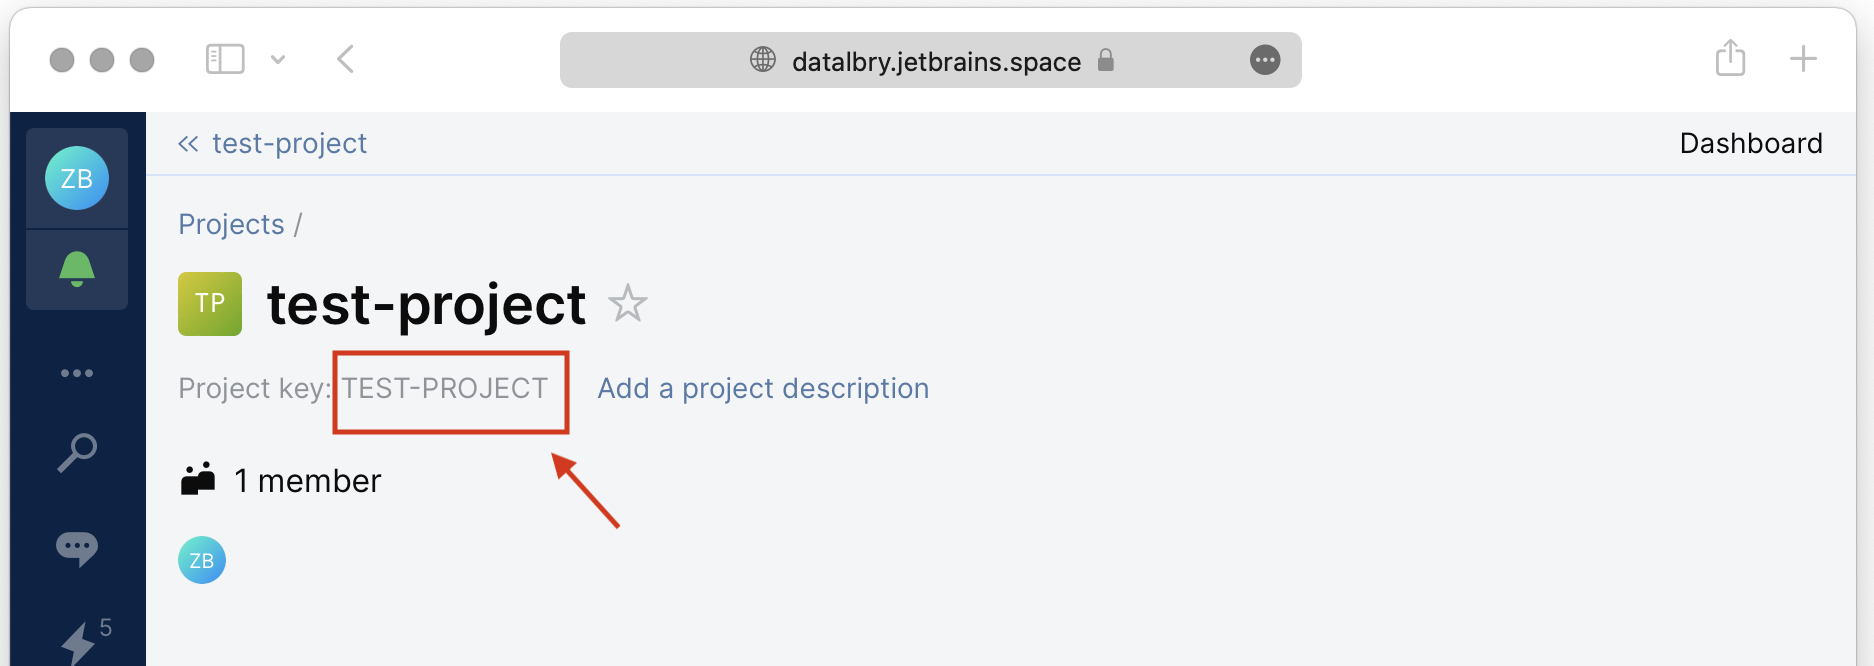 datalbry.jetbrains.space
ZB
« test-project
Dashboard
Projects /
TP
test-project
Project key: TEST-PROJECT
Add a project description
1 member
ZB
5